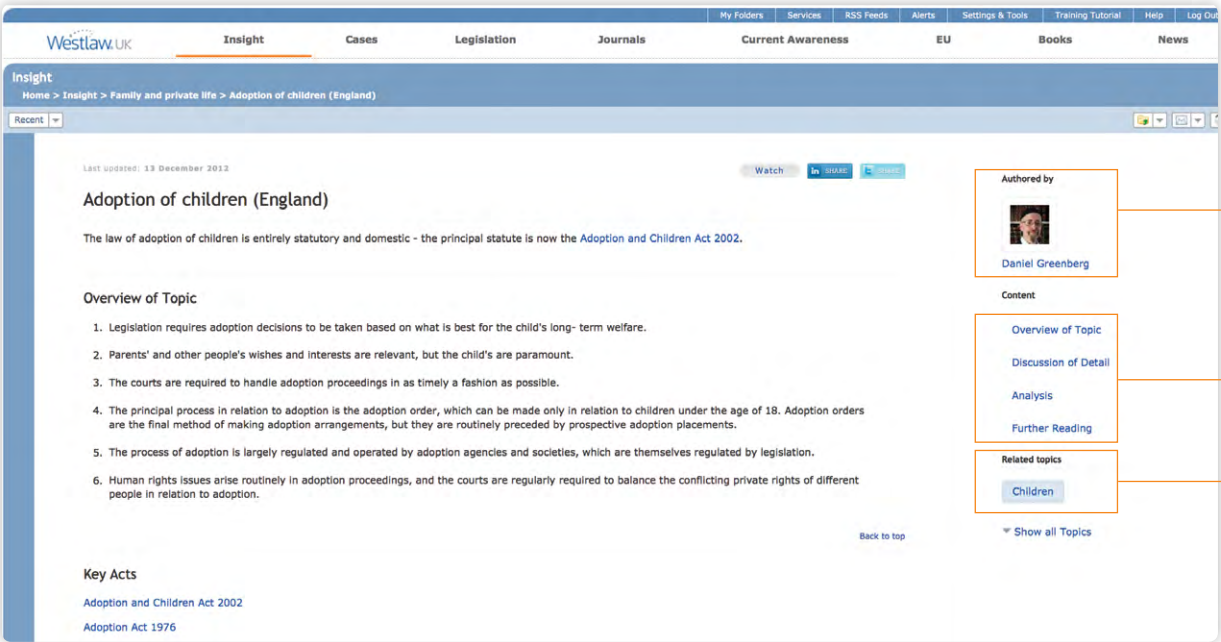 My Folders Services RSS Feeds Alerts Settings & Tools Training Tutorial Help Log Out
Westlaw.UK Insight Cases Legislation Journals Current Awareness EU Books News
Insight
Home > Insight > Family and private life > Adoption of children (England)
Recent
Last updated: 13 December 2012
Watch in SHARE SHARE
Authored by
Adoption of children (England)
The law of adoption of children is entirely statutory and domestic - the principal statute is now the Adoption and Children Act 2002.
Daniel Greenberg
Overview of Topic
Content
1. Legislation requires adoption decisions to be taken based on what is best for the child's long- term welfare.
Overview of Topic
2. Parents' and other people's wishes and interests are relevant, but the child's are paramount.
Discussion of Detail
3. The courts are required to handle adoption proceedings in as timely a fashion as possible.
Analysis
4. The principal process in relation to adoption is the adoption order, which can be made only in relation to children under the age of 18. Adoption orders
are the final method of making adoption arrangements, but they are routinely preceded by prospective adoption placements.
Further Reading
5. The process of adoption is largely regulated and operated by adoption agencies and societies, which are themselves regulated by legislation.
Related topics
6. Human rights issues arise routinely in adoption proceedings, and the courts are regularly required to balance the conflicting private rights of different
people in relation to adoption.
Children
Back to top
Show all Topics
Key Acts
Adoption and Children Act 2002
Adoption Act 1976